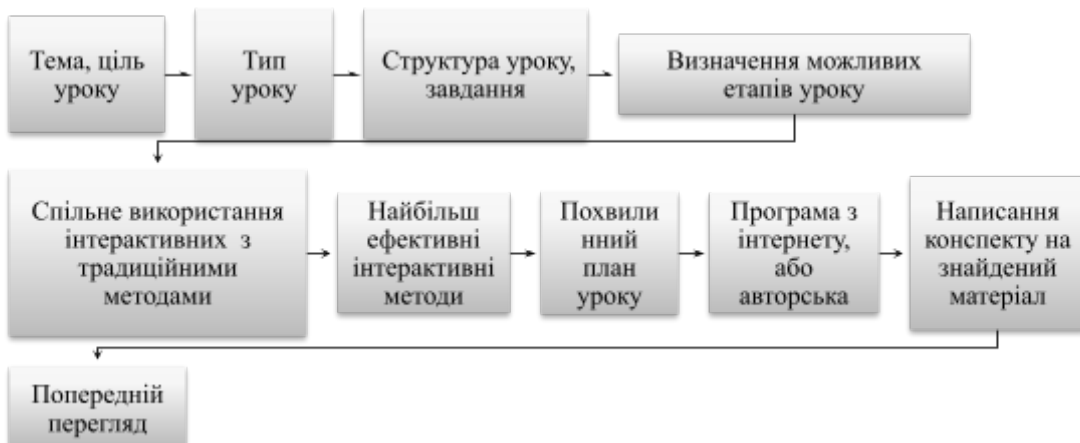 Тема, ціль
уроку
Тип
уроку
Структура уроку,
завдання
Визначення можливих
етапів уроку
Спільне використання
інтерактивних з
традиційними
методами
Найбільш
ефективні
інтерактивні
методи
Похвили
нний
план
уроку
Програма з
інтернету,
або
авторська
Написання
конспекту на
знайдений
матеріал
Попередній
перегляд